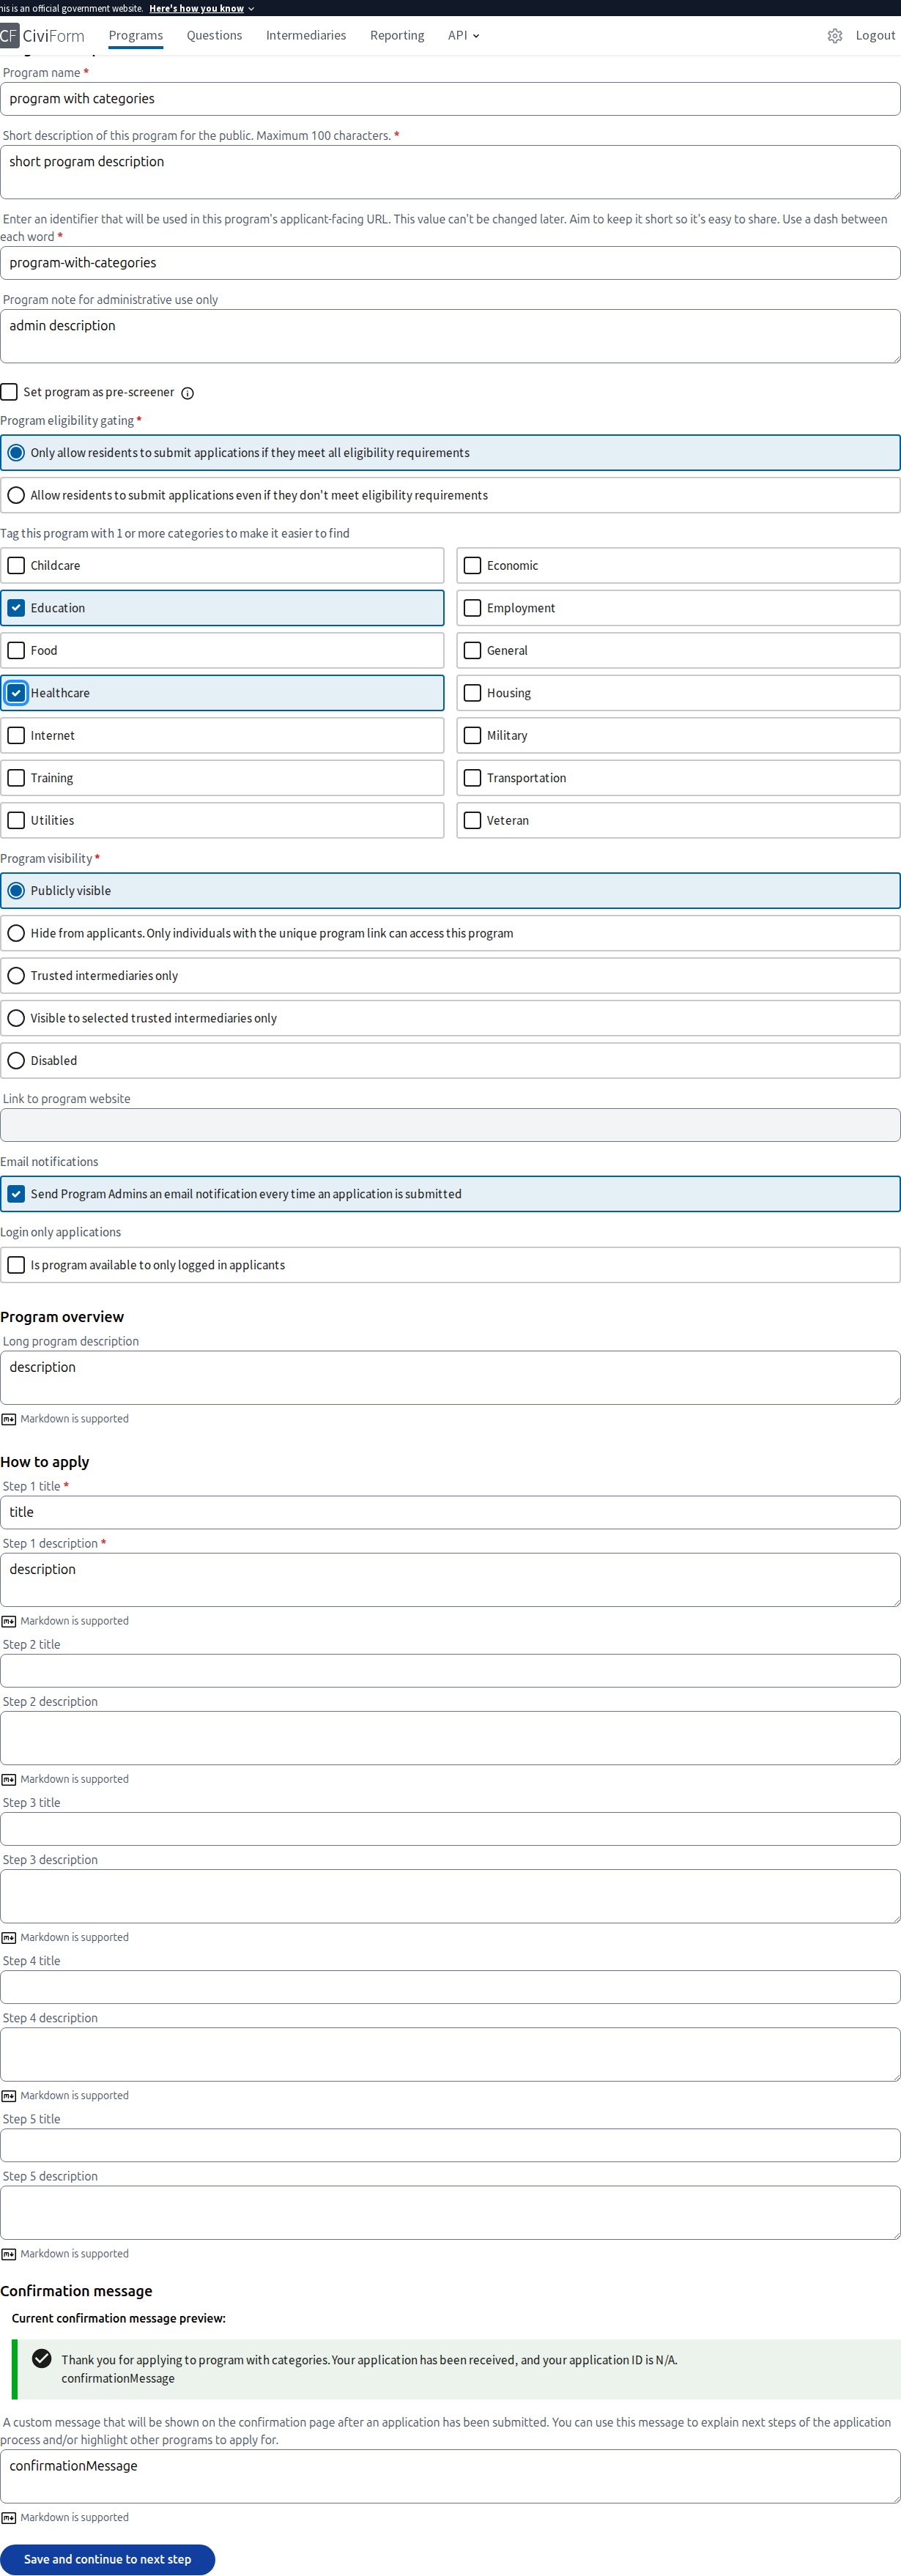 his is an official government website. Here's how you know
CF CiviForm Programs Questions Intermediaries Reporting API Logout
Program name *
program with categories
Short description of this program for the public. Maximum 100 characters. *
short program description
Enter an identifier that will be used in this program's applicant-facing URL. This value can't be changed later. Aim to keep it short so it's easy to share. Use a dash between
each word *
program-with-categories
Program note for administrative use only
admin description
Set program as pre-screener
Program eligibility gating *
Only allow residents to submit applications if they meet all eligibility requirements
Allow residents to submit applications even if they don't meet eligibility requirements
Tag this program with 1 or more categories to make it easier to find
Childcare Economic
Education Employment
Food General
Healthcare Housing
Internet Military
Training Transportation
Utilities Veteran
Program visibility *
Publicly visible
Hide from applicants. Only individuals with the unique program link can access this program
Trusted intermediaries only
Visible to selected trusted intermediaries only
Disabled
Link to program website
Email notifications
Send Program Admins an email notification every time an application is submitted
Login only applications
Is program available to only logged in applicants
Program overview
Long program description
description
Markdown is supported
How to apply
Step 1 title *
title
Step 1 description *
description
Markdown is supported
Step 2 title
Step 2 description
Markdown is supported
Step 3 title
Step 3 description
Markdown is supported
Step 4 title
Step 4 description
Markdown is supported
Step 5 title
Step 5 description
Markdown is supported
Confirmation message
Current confirmation message preview:
Thank you for applying to program with categories. Your application has been received, and your application ID is N/A.
confirmationMessage
A custom message that will be shown on the confirmation page after an application has been submitted. You can use this message to explain next steps of the application
process and/or highlight other programs to apply for.
confirmationMessage
Markdown is supported
Save and continue to next step